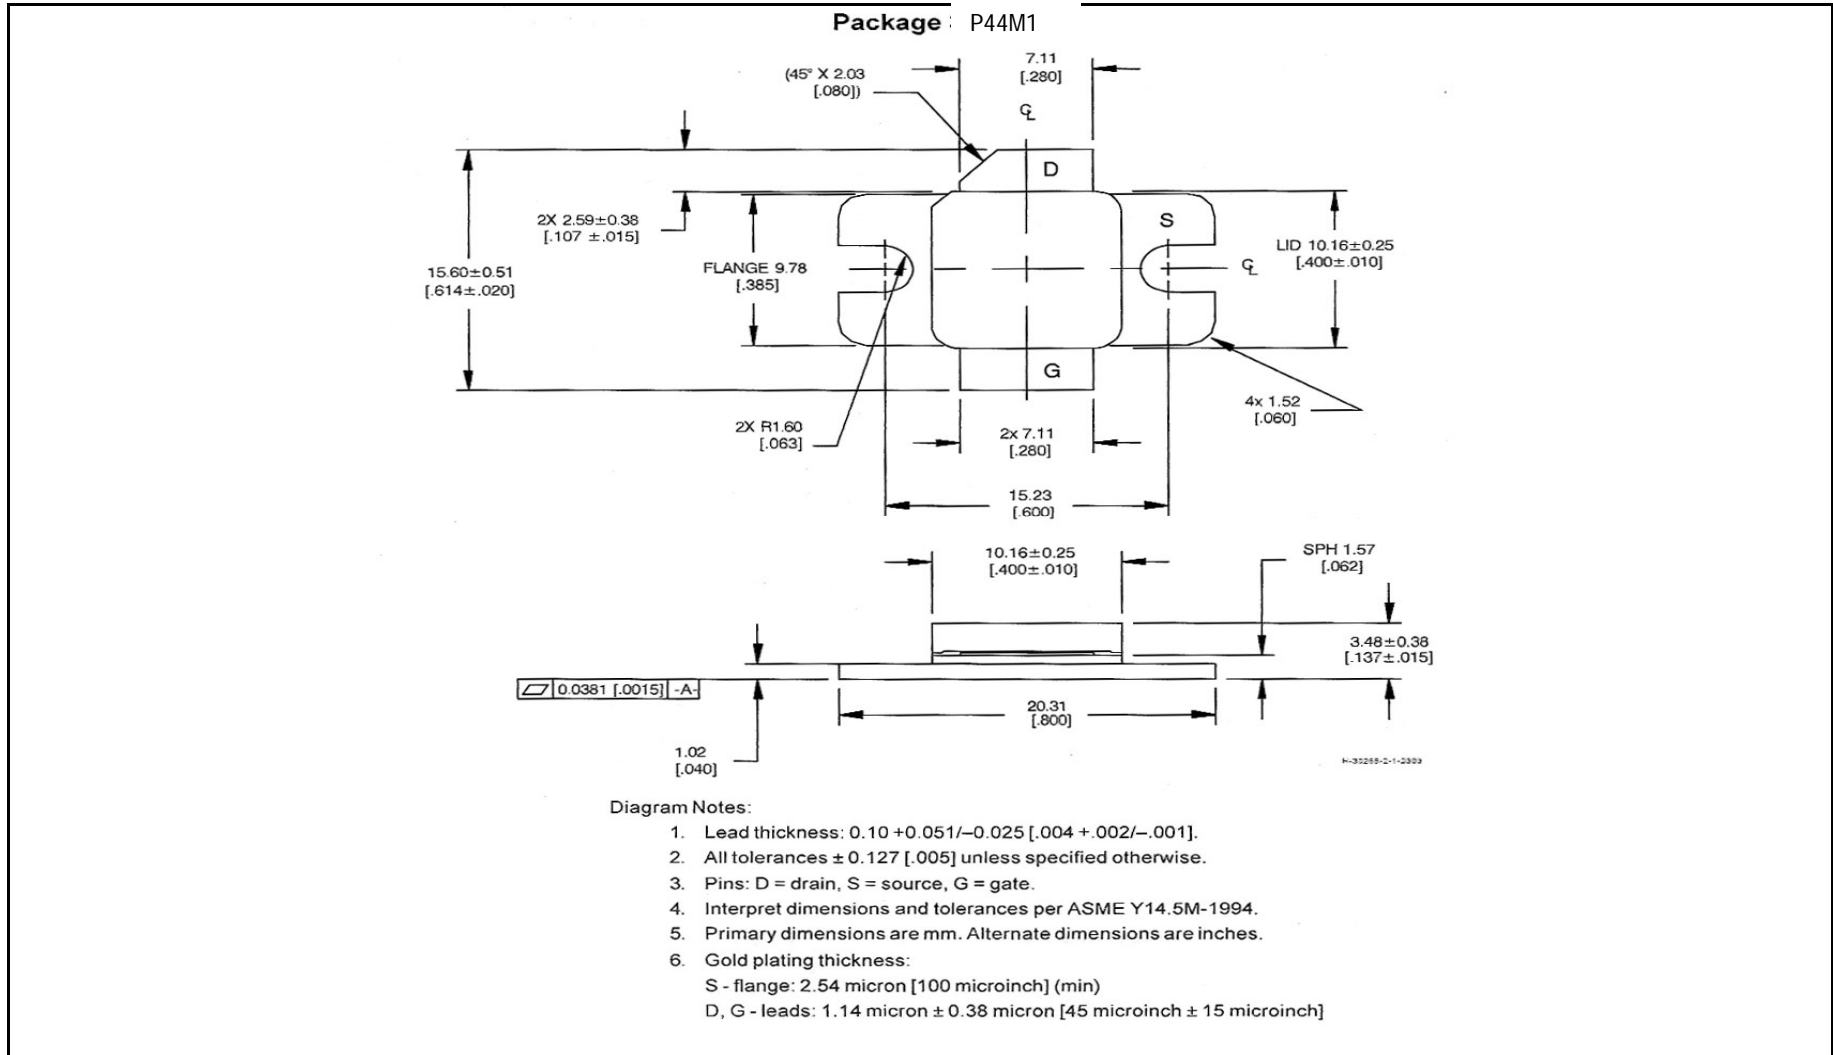 Package P44M1
7.11
[.280]
(45° X 2.03
[.080])
CL
D
2X 2.59±0.38
[.107 ±.015]
S
LID 10.16±0.25
[.400±.010]
15.60±0.51
[.614±.020]
FLANGE 9.78
[.385]
CL
G
4x 1.52
[.060]
2X R1.60
[.063]
2x 7.11
[.280]
15.23
[.600]
10.16±0.25
[.400±.010]
SPH 1.57
[.062]
3.48±0.38
[.137±.015]
0.0381 [.0015] -A-
20.31
[.800]
1.02
[.040]
Diagram Notes:
1. Lead thickness: 0.10 +0.051/–0.025 [.004 +.002/–.001].
2. All tolerances ± 0.127 [.005] unless specified otherwise.
3. Pins: D = drain, S = source, G = gate.
4. Interpret dimensions and tolerances per ASME Y14.5M-1994.
5. Primary dimensions are mm. Alternate dimensions are inches.
6. Gold plating thickness:
S - flange: 2.54 micron [100 microinch] (min)
D, G - leads: 1.14 micron ± 0.38 micron [45 microinch ± 15 microinch]